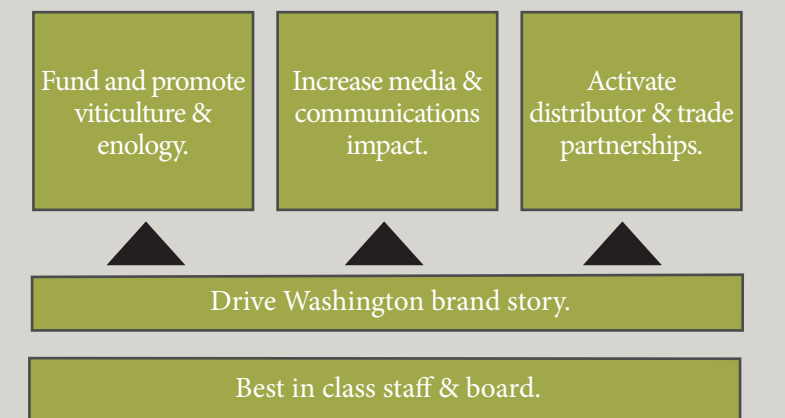 Fund and promote
viticulture &
enology.
Increase media &
communications
impact.
Activate
distributor & trade
partnerships.
Drive Washington brand story.
Best in class staff & board.